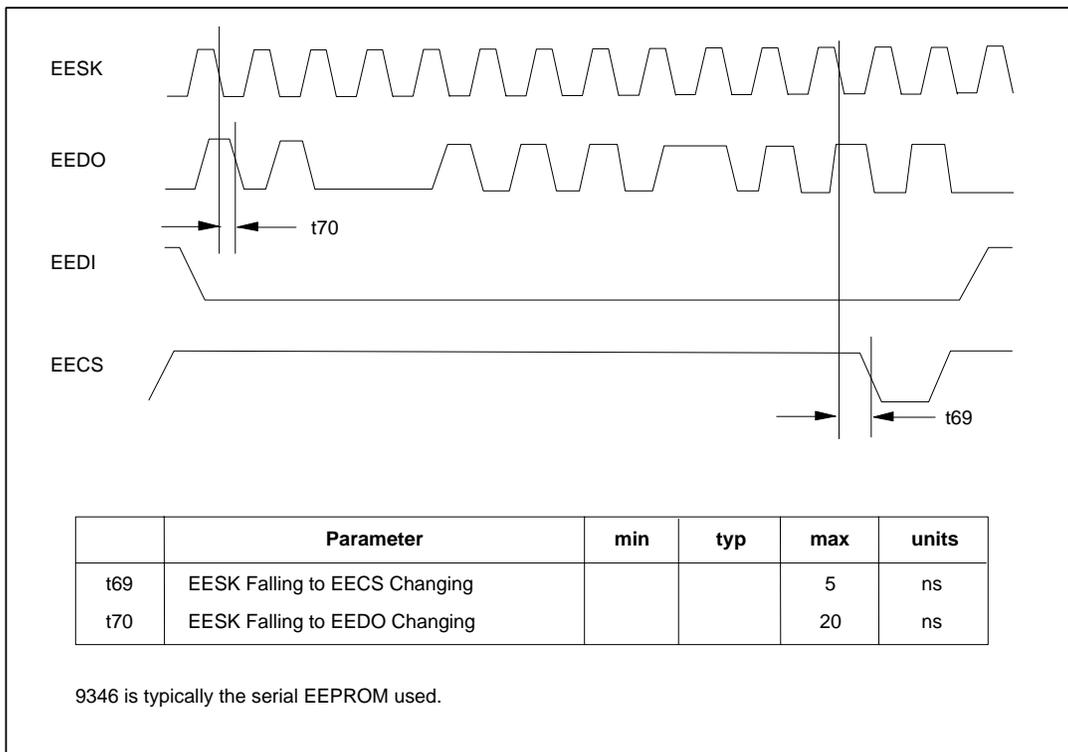 EESK
EEDO
t70
EEDI
EECS
t69
Parameter min typ max units
t69 EESK Falling to EECS Changing 5 ns
t70 EESK Falling to EEDO Changing 20 ns
9346 is typically the serial EEPROM used.